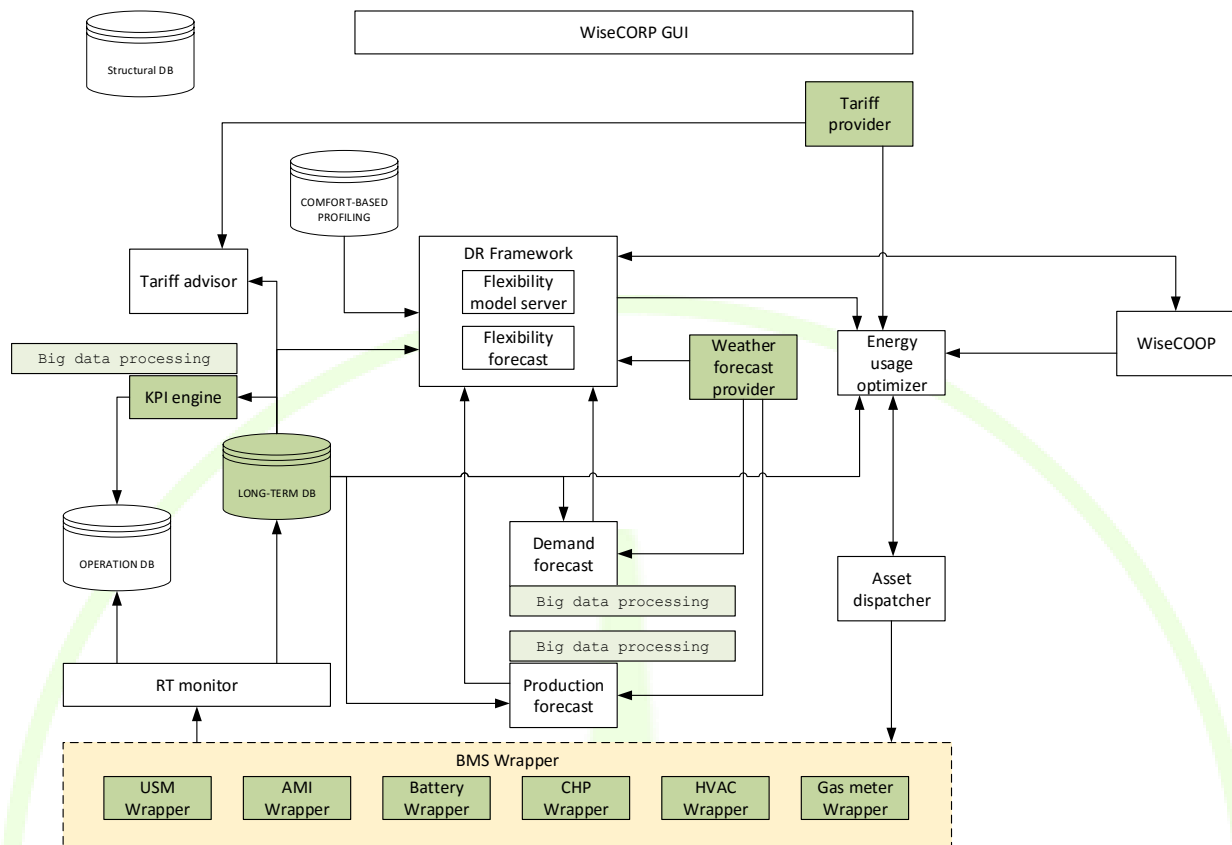 WiseCORP GUI
Structural DB
Tariff
provider
COMFORT-BASED
PROFILING
DR Framework
Flexibility
model server
Flexibility
forecast
Tariff advisor
Weather
forecast
provider
Energy
usage
optimizer
WiseCOOP
Big data processing
KPI engine
LONG-TERM DB
OPERATION DB
Demand
forecast
Big data processing
Asset
dispatcher
Big data processing
Production
forecast
RT monitor
BMS Wrapper
USM
Wrapper
AMI
Wrapper
Battery
Wrapper
CHP
Wrapper
HVAC
Wrapper
Gas meter
Wrapper